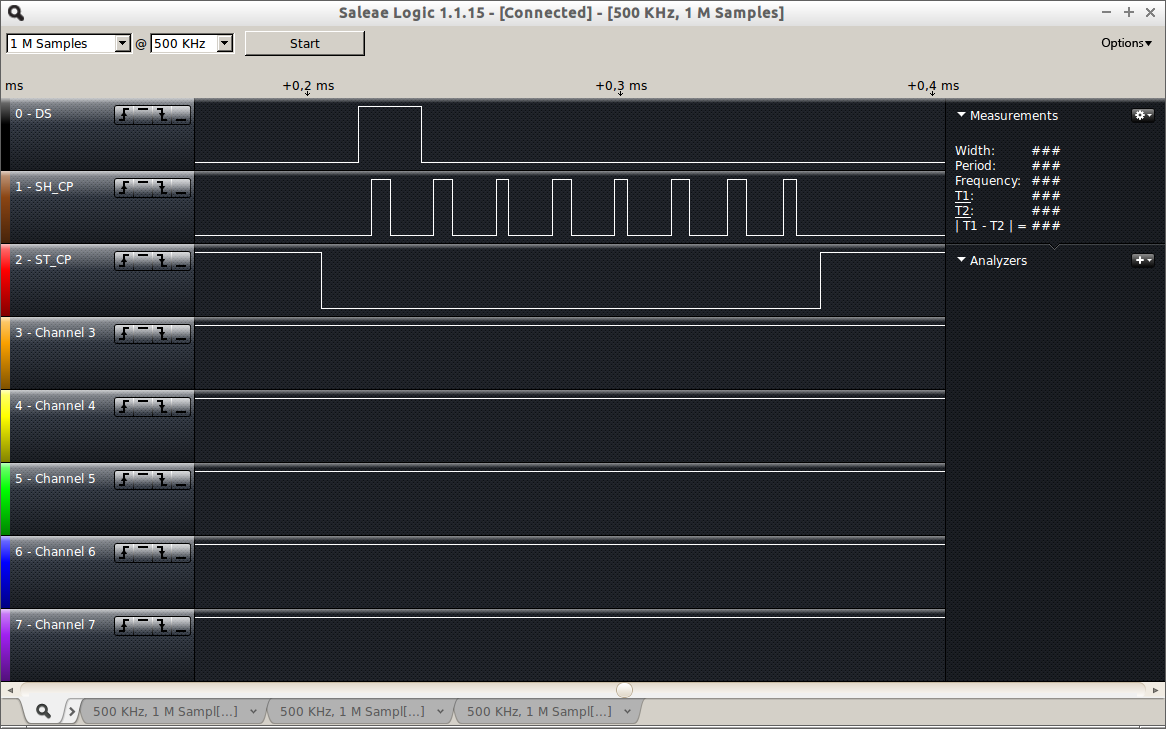 Saleae Logic 1.1.15 - [Connected] - [500 KHz, 1 M Samples]
1 M Samples @ 500 KHz Start Options
ms +0,2 ms +0,3 ms +0,4 ms
0 - DS
1 - SH_CP
2 - ST_CP
3 - Channel 3
4 - Channel 4
5 - Channel 5
6 - Channel 6
7 - Channel 7
Measurements
Width: ###
Period: ###
Frequency: ###
T1: ###
T2: ###
| T1 - T2 | = ###
Analyzers
500 KHz, 1 M Sampl[...] 500 KHz, 1 M Sampl[...] 500 KHz, 1 M Sampl[...]